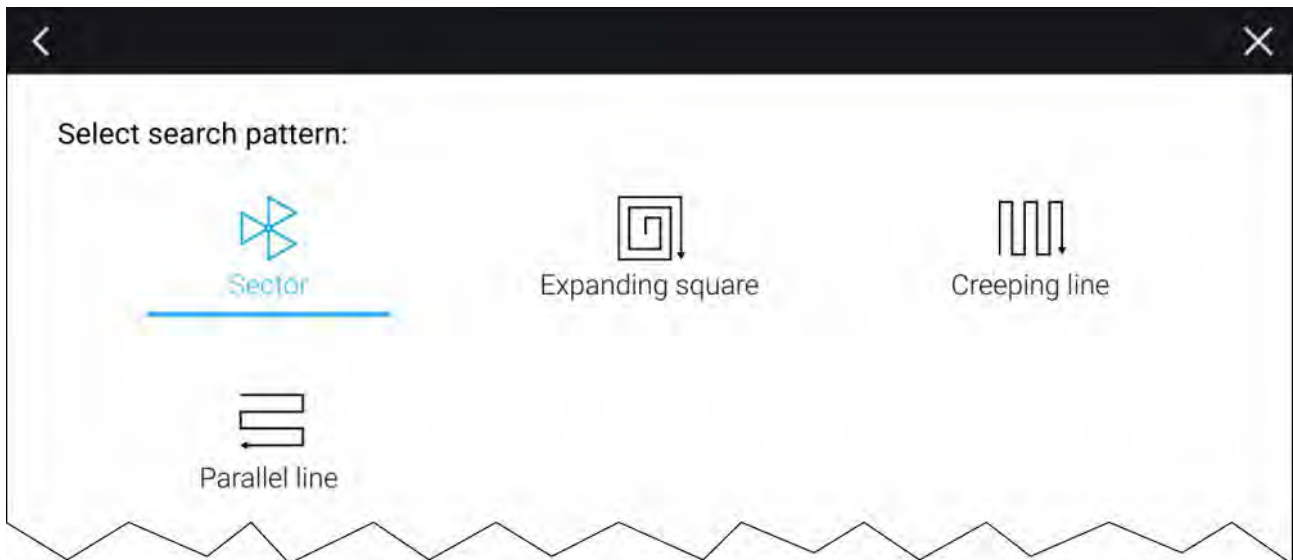 Select search pattern:
Sector
Expanding square
Creeping line
Parallel line